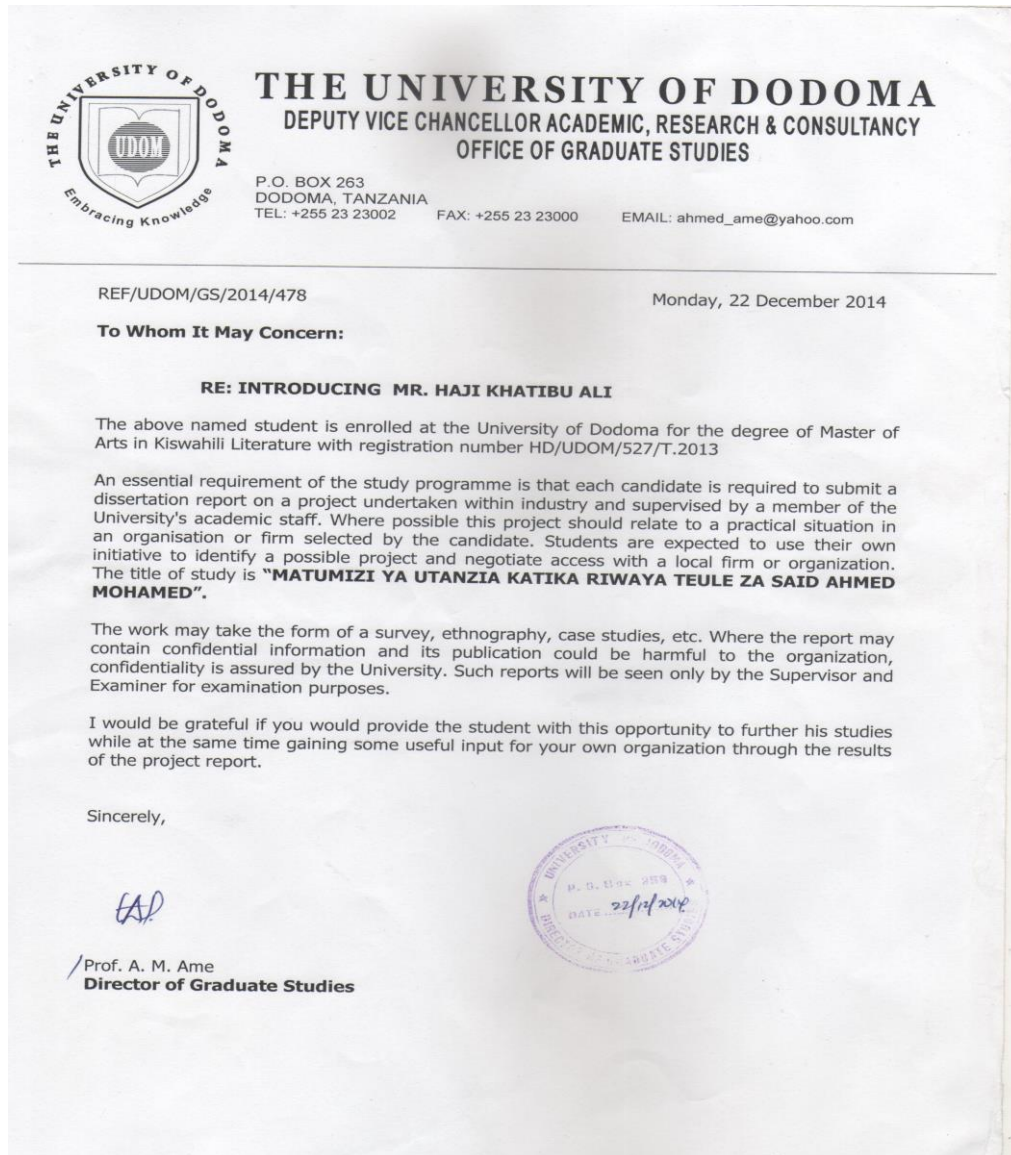 THE UNIVERSITY OF DODOMA
UDOM
Embracing Knowledge
THE UNIVERSITY OF DODOMA
DEPUTY VICE CHANCELLOR ACADEMIC, RESEARCH & CONSULTANCY
OFFICE OF GRADUATE STUDIES
P.O. BOX 263
DODOMA, TANZANIA
TEL: +255 23 23002 FAX: +255 23 23000 EMAIL: ahmed_ame@yahoo.com
REF/UDOM/GS/2014/478 Monday, 22 December 2014
To Whom It May Concern:
RE: INTRODUCING MR. HAJI KHATIBU ALI
The above named student is enrolled at the University of Dodoma for the degree of Master of
Arts in Kiswahili Literature with registration number HD/UDOM/527/T.2013
An essential requirement of the study programme is that each candidate is required to submit a
dissertation report on a project undertaken within industry and supervised by a member of the
University's academic staff. Where possible this project should relate to a practical situation in
an organisation or firm selected by the candidate. Students are expected to use their own
initiative to identify a possible project and negotiate access with a local firm or organization.
The title of study is “MATUMIZI YA UTANZIA KATIKA RIWAYA TEULE ZA SAID AHMED
MOHAMED”.
The work may take the form of a survey, ethnography, case studies, etc. Where the report may
contain confidential information and its publication could be harmful to the organization,
confidentiality is assured by the University. Such reports will be seen only by the Supervisor and
Examiner for examination purposes.
I would be grateful if you would provide the student with this opportunity to further his studies
while at the same time gaining some useful input for your own organization through the results
of the project report.
Sincerely,
UNIVERSITY DODOMA
P.O. Box 259
DATE 22/12/2014
DIRECTOR GRADUATE STUDIES
Prof. A. M. Ame
Director of Graduate Studies